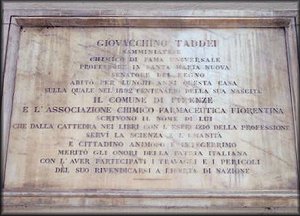 GIOVACCHINO TADDEI
SAMMINIATESE
CHIMICO DI FAMA UNIVERSALE
PROFESSORE IN SANTA MARIA NUOVA
SENATORE DEL REGNO
ABITÒ PER LUNGHI ANNI QUESTA CASA
SULLA QUALE NEL 1892 CENTENARIO DELLA SUA NASCITA
IL COMUNE DI FIRENZE
E L'ASSOCIAZIONE CHIMICO FARMACEUTICA FIORENTINA
SCRIVONO IL NOME DI LUI
CHE DALLA CATTEDRA NEI LIBRI CON L'ESERCIZIO DELLA PROFESSIONE
SERVÌ LA SCIENZA E L'UMANITÀ
E CITTADINO ANIMOSO E INTEGERRIMO
MERITÒ GLI ONORI DELLA PATRIA ITALIANA
CON L'AVER PARTECIPATI I TRAVAGLI E I PERICOLI
DEL SUO RIVENDICARSI A LIBERTÀ DI NAZIONE